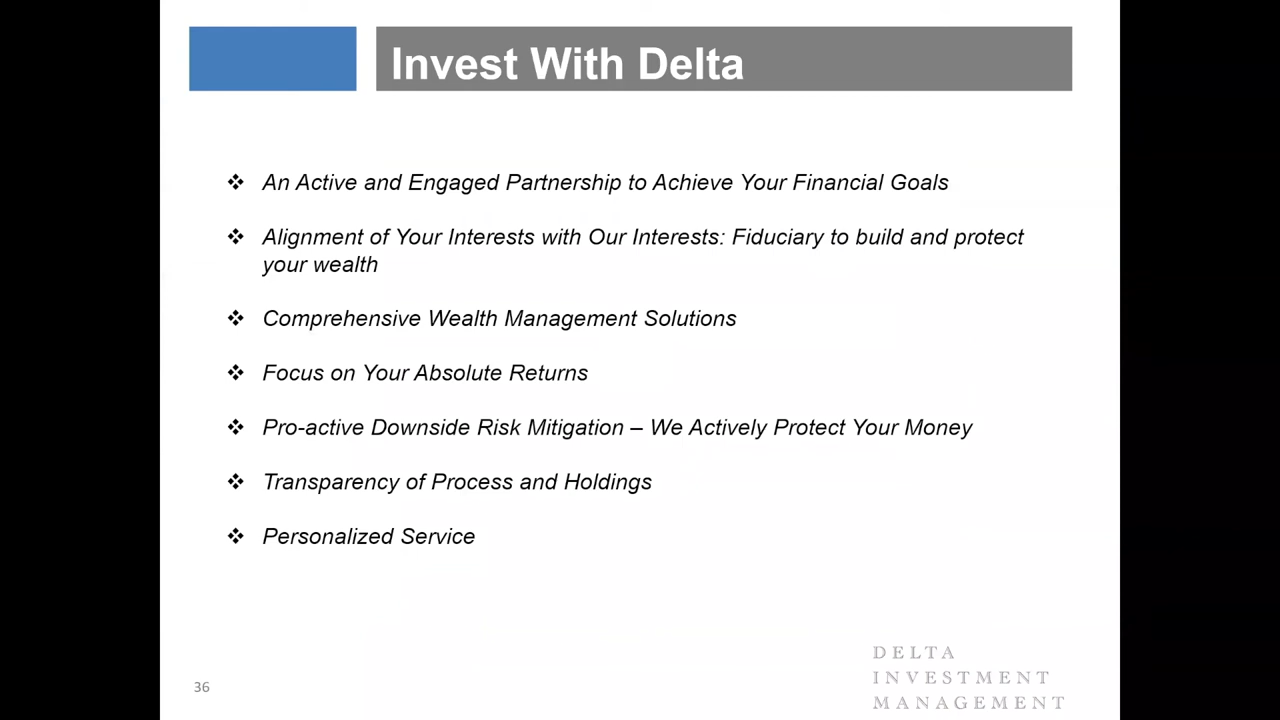 Invest With Delta
❖ An Active and Engaged Partnership to Achieve Your Financial Goals
❖ Alignment of Your Interests with Our Interests: Fiduciary to build and protect
your wealth
❖ Comprehensive Wealth Management Solutions
❖ Focus on Your Absolute Returns
❖ Pro-active Downside Risk Mitigation – We Actively Protect Your Money
❖ Transparency of Process and Holdings
❖ Personalized Service
36
DELTA
INVESTMENT
MANAGEMENT